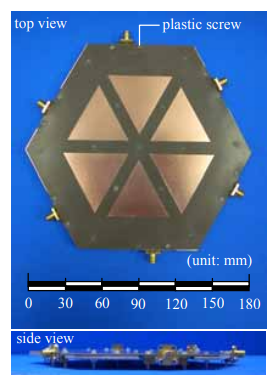 top view
plastic screw
(unit: mm)
0 30 60 90 120 150 180
side view